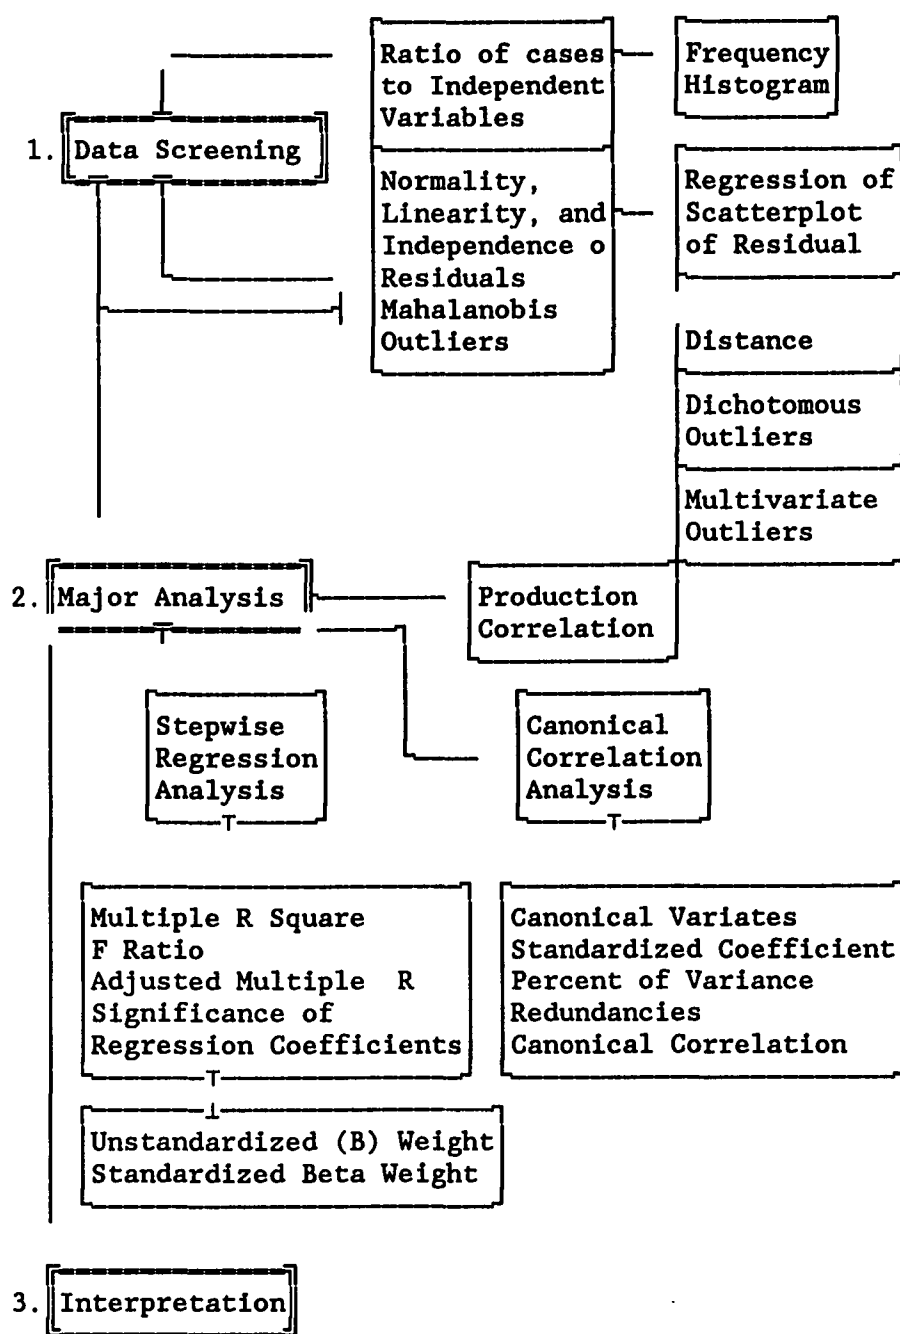 Ratio of cases
to Independent
Variables
Frequency
Histogram
1. Data Screening
Normality,
Linearity, and
Independence o
Residuals
Mahalanobis
Outliers
Regression of
Scatterplot
of Residual
Distance
Dichotomous
Outliers
Multivariate
Outliers
2. Major Analysis
Production
Correlation
Stepwise
Regression
Analysis
Canonical
Correlation
Analysis
Multiple R Square
F Ratio
Adjusted Multiple R
Significance of
Regression Coefficients
Canonical Variates
Standardized Coefficient
Percent of Variance
Redundancies
Canonical Correlation
Unstandardized (B) Weight
Standardized Beta Weight
3. Interpretation